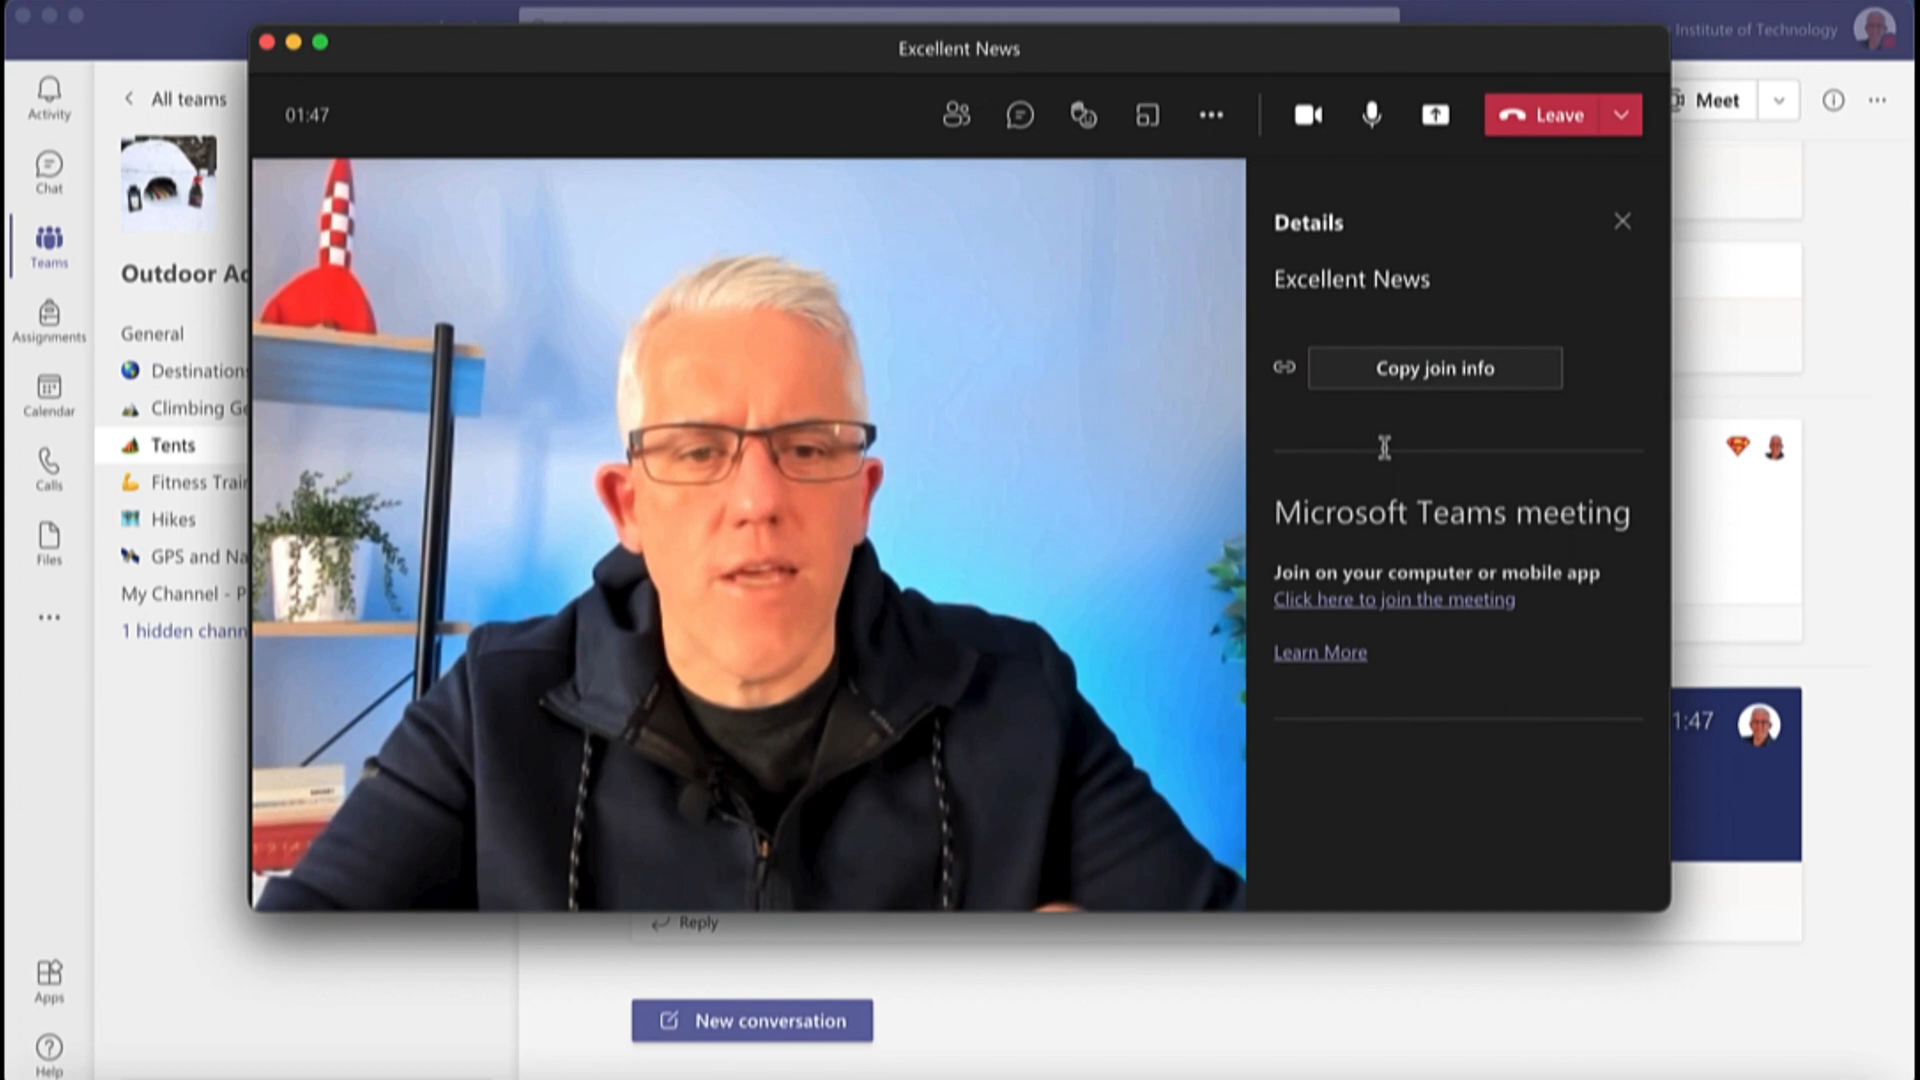 Institute of Technology
Excellent News
01:47
Leave
Meet
Activity
Chat
Teams
Assignments
Calendar
Calls
Files
Apps
Help
All teams
Outdoor Ac
General
Destination
Climbing Ge
Tents
Fitness Train
Hikes
GPS and Na
My Channel - P
1 hidden chann
Details
Excellent News
Copy join info
Microsoft Teams meeting
Join on your computer or mobile app
Click here to join the meeting
Learn More
1:47
Reply
New conversation